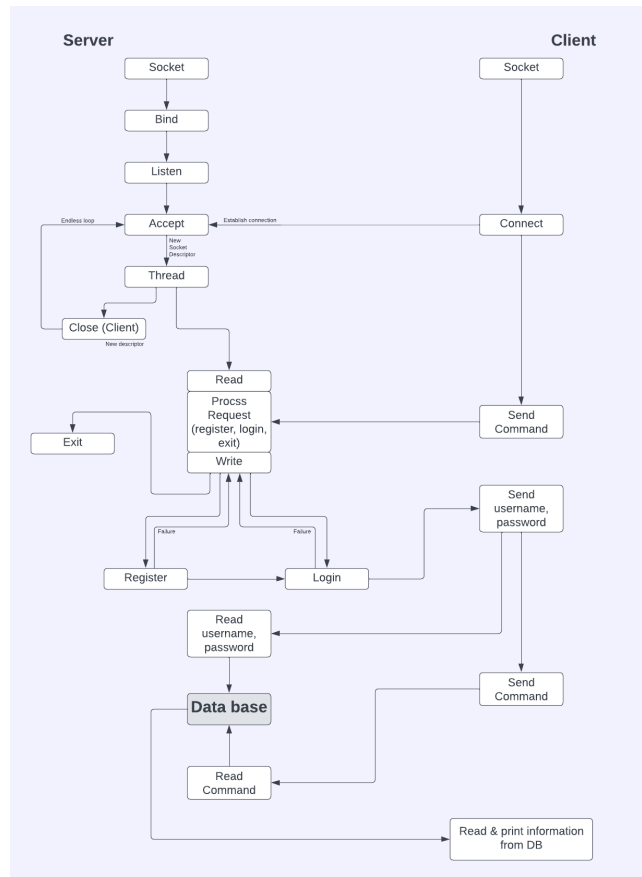 Server
Client
Socket
Socket
Bind
Listen
Endless loop
Accept
Establish connection
Connect
New
Socket
Descriptor
Thread
Close (Client)
New descriptor
Read
Procss
Request
(register, login,
exit)
Write
Send
Command
Exit
Send
username,
password
Failure
Failure
Register
Login
Read
username,
password
Send
Command
Data base
Read
Command
Read & print information
from DB